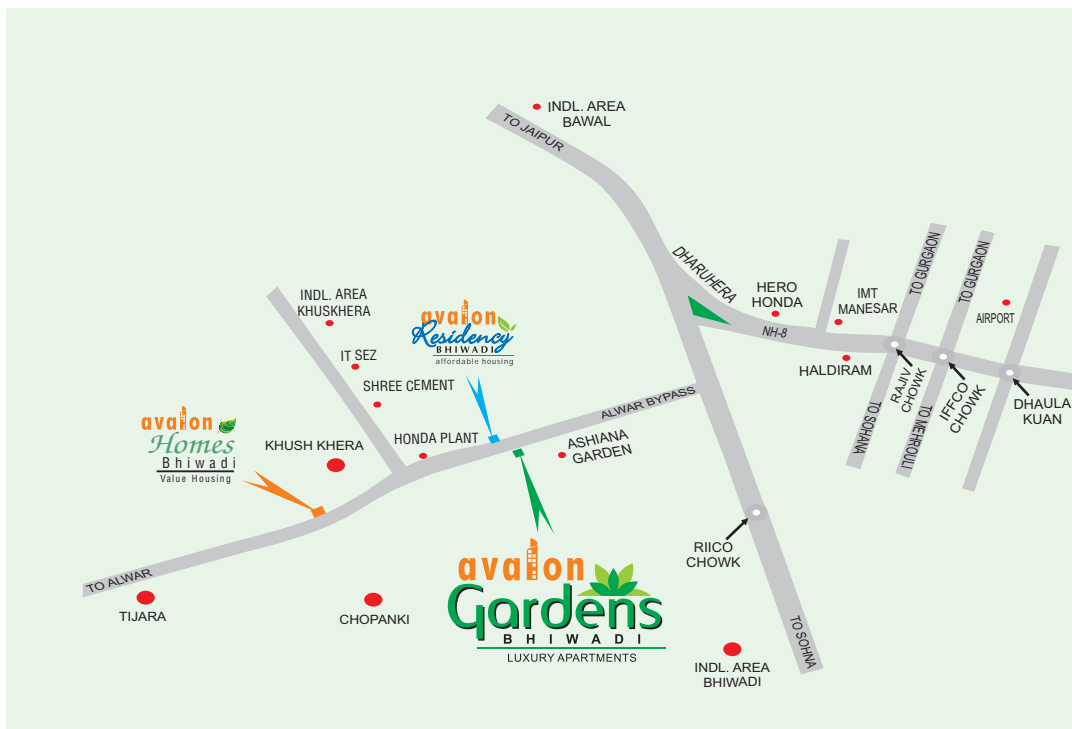 INDL. AREA
BAWAL
TO JAIPUR
DHARUHERA
HERO
HONDA
NH-8
IMT
MANESAR
HALDIRAM
TO GURGAON
TO GURGAON
AIRPORT
RAJIV
CHOWK
IFFCO
CHOWK
DHAULA
KUAN
TO SOHANA
TO MEHROULI
INDL. AREA
KHUSKHERA
IT SEZ
SHREE CEMENT
avalon
Residency
BHIWADI
affordable housing
ALWAR BYPASS
avalon
Homes
Bhiwadi
Value Housing
KHUSH KHERA
HONDA PLANT
ASHIANA
GARDEN
RIICO
CHOWK
TO ALWAR
TIJARA
CHOPANKI
avalon
Gardens
BHIWADI
LUXURY APARTMENTS
TO SOHNA
INDL. AREA
BHIWADI